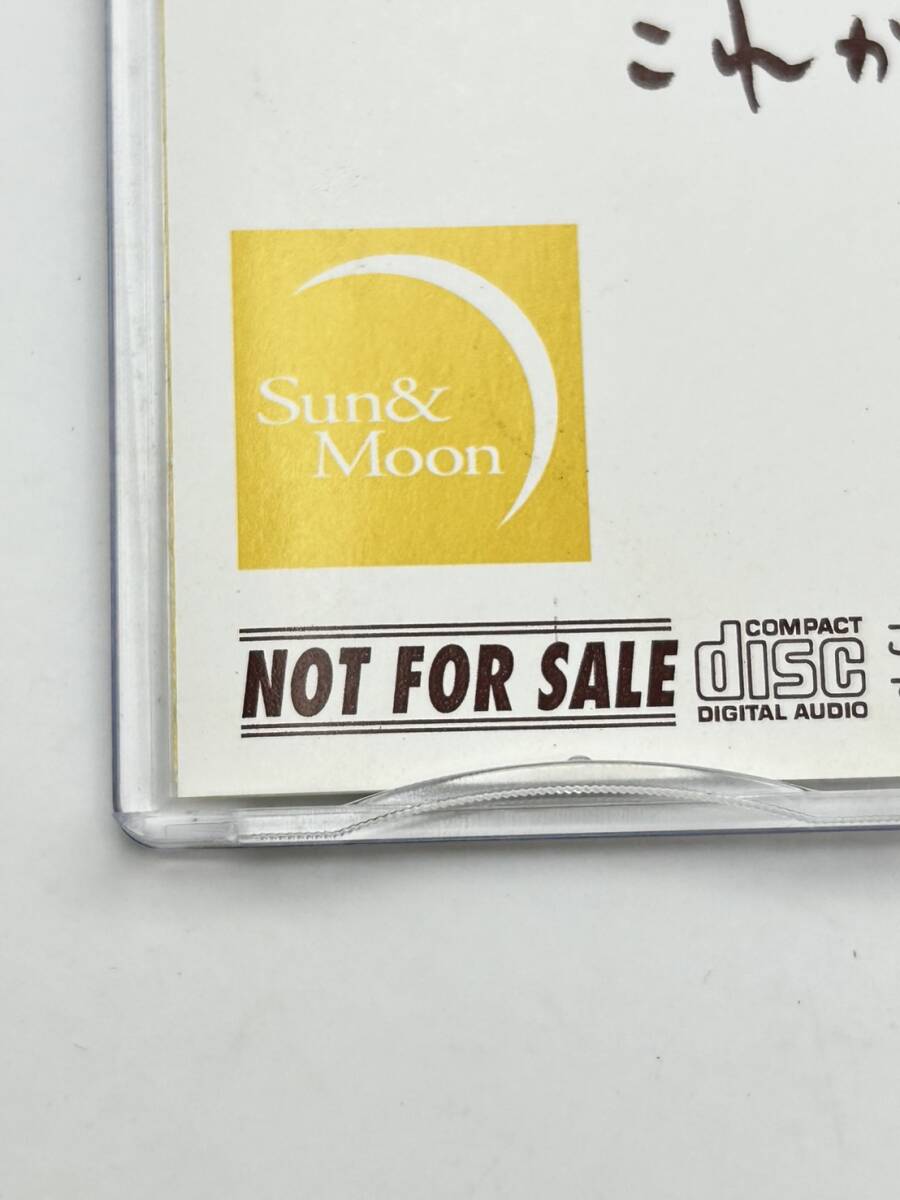 これか
Sun&
Moon
NOT FOR SALE
COMPACT
disc
DIGITAL AUDIO